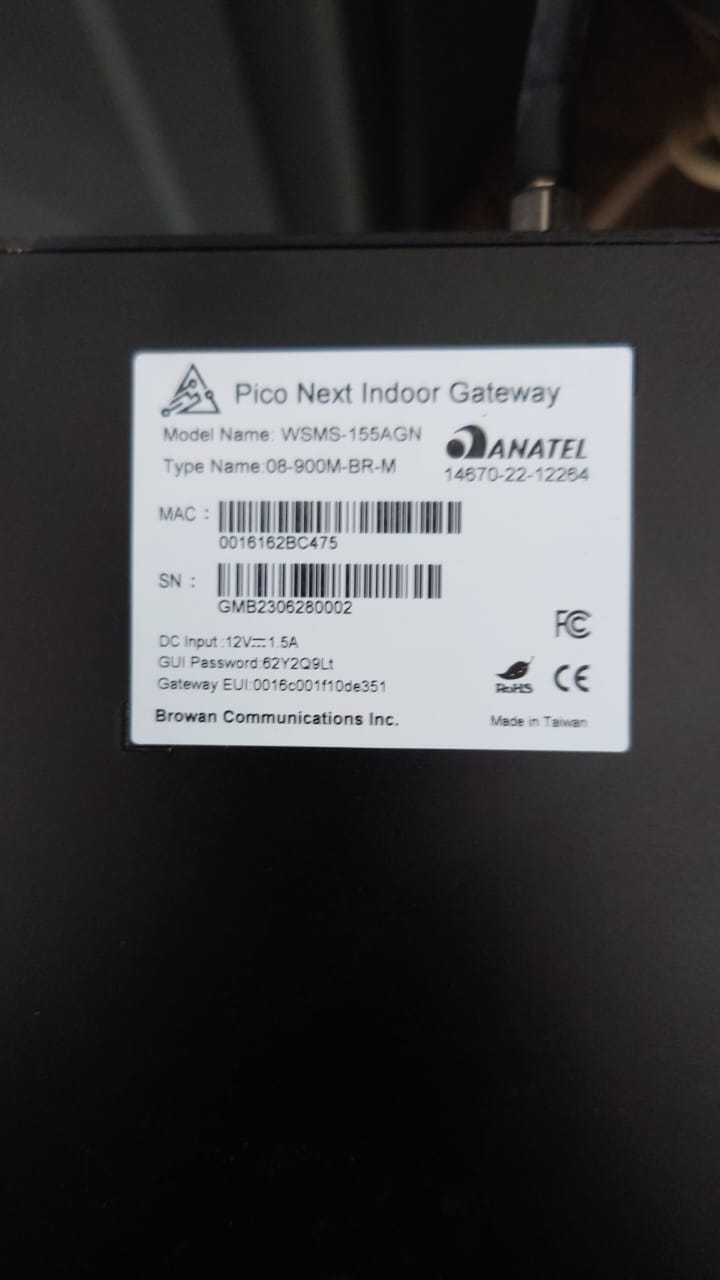 Pico Next Indoor Gateway
Model Name: WSMS-155AGN
ANATEL
Type Name:08-900M-BR-M
14670-22-12264
MAC :
0016162BC475
SN :
GMB2306280002
DC Input :12V⎓1.5A
FC
GUI Password:62Y2Q9Lt
RoHS
CE
Gateway EUI:0016c001f10de351
Browan Communications Inc.
Made in Taiwan